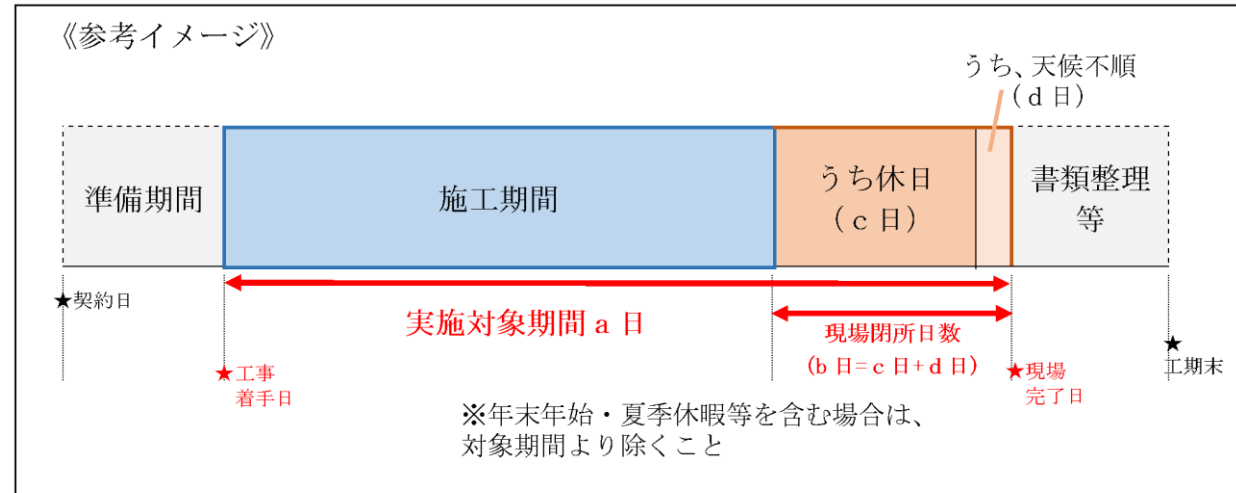 《参考イメージ》
うち、天候不順
(d 日)
準備期間
施工期間
うち休日
(c 日)
書類整理
等
★契約日
実施対象期間 a 日
現場閉所日数
(b 日=c 日+d 日)
★
工期末
★工事
着手日
★現場
完了日
※年末年始・夏季休暇等を含む場合は、
対象期間より除くこと